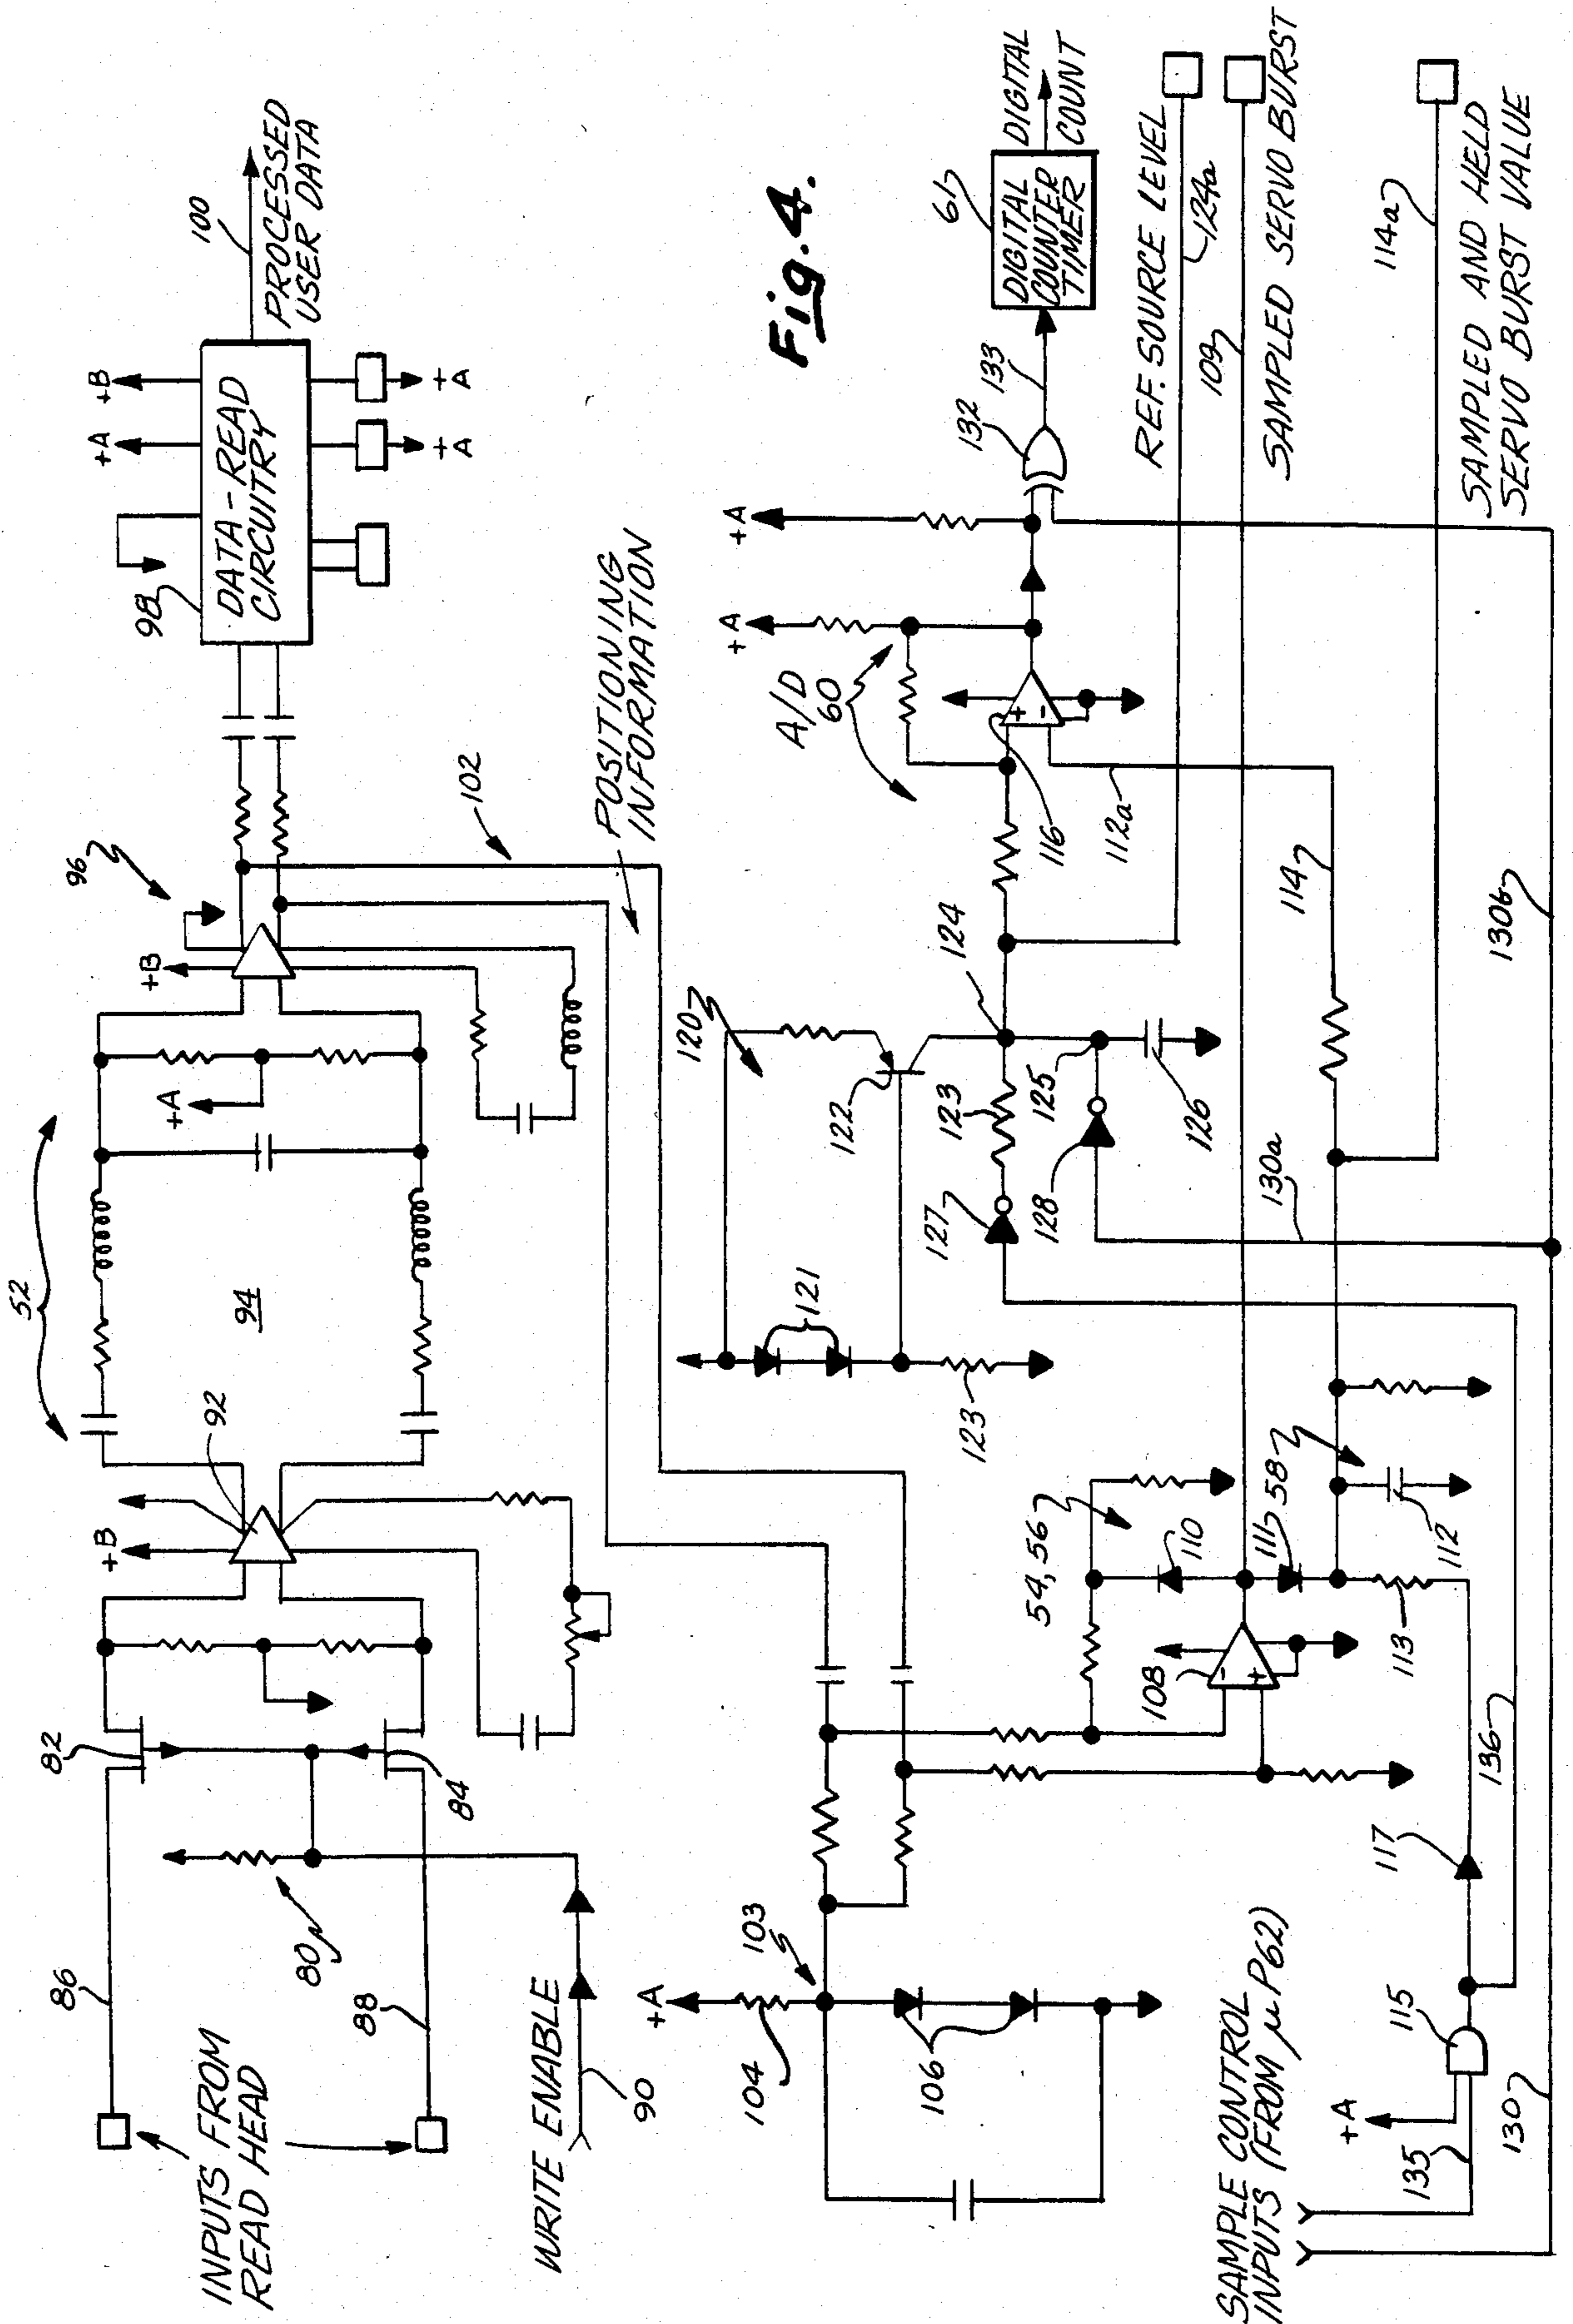 INPUTS FROM
READ HEAD
86
82
80
88
84
WRITE ENABLE
90
+B
92
52
94
+A
+B
96
98
DATA-READ
CIRCUITRY
+A
+B
+A
+A
100
PROCESSED
USER DATA
102
POSITIONING
INFORMATION
Fig. 4.
+A
103
104
106
108
54, 56
110
111
58
112
113
109
120
121
122
123
123
124
125
126
127
128
130a
A/D
60
116
112a
114
+A
+A
132
133
61
DIGITAL
COUNTER
TIMER
DIGITAL
COUNT
REF. SOURCE LEVEL
124a
SAMPLED SERVO BURST
114a
SAMPLED AND HELD
SERVO BURST VALUE
130b
136
117
115
+A
135
130
SAMPLE CONTROL
INPUTS (FROM μP62)